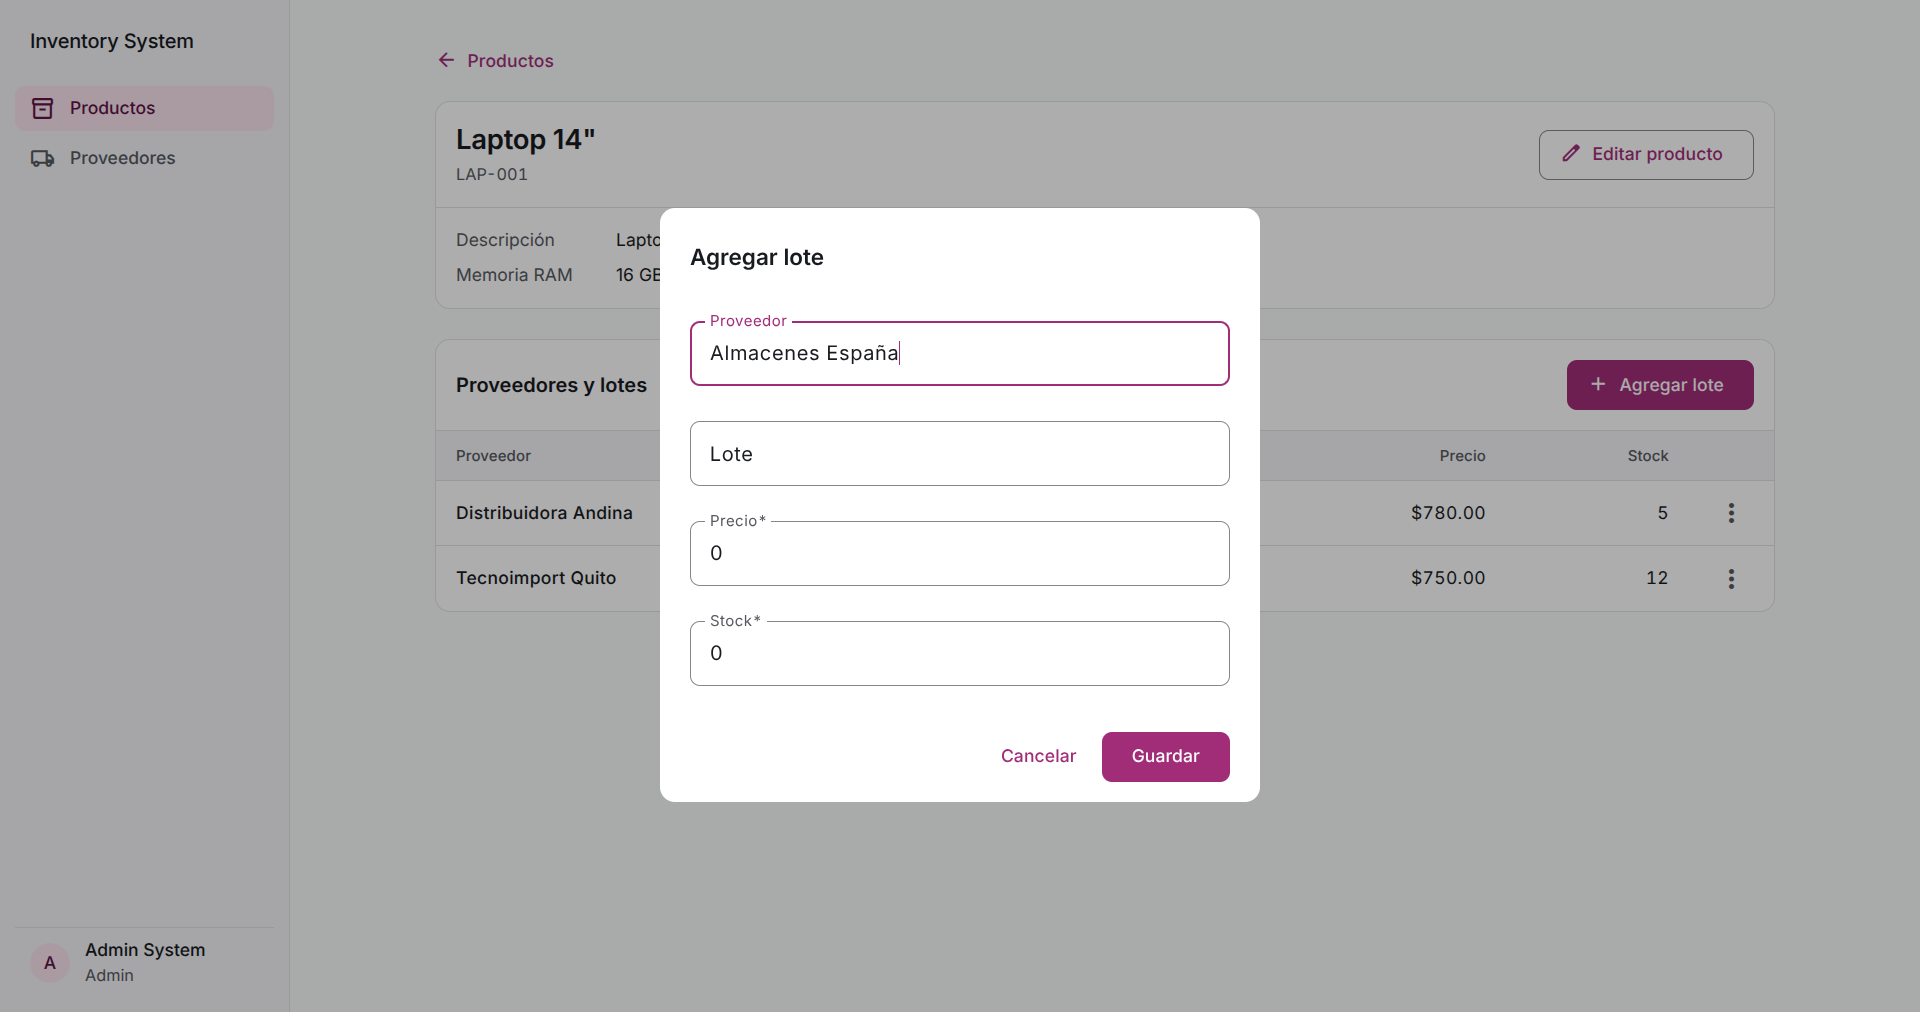 Inventory System
Productos
Proveedores
Admin System
A
Admin
Productos
Laptop 14"
LAP-001
Editar producto
Descripción
Memoria RAM 16 GB
Proveedores y lotes
Agregar lote
Proveedor Precio Stock
Distribuidora Andina $780.00 5
Tecnoimport Quito $750.00 12
Agregar lote
Proveedor
Almacenes España
Lote
Precio*
0
Stock*
0
Cancelar
Guardar